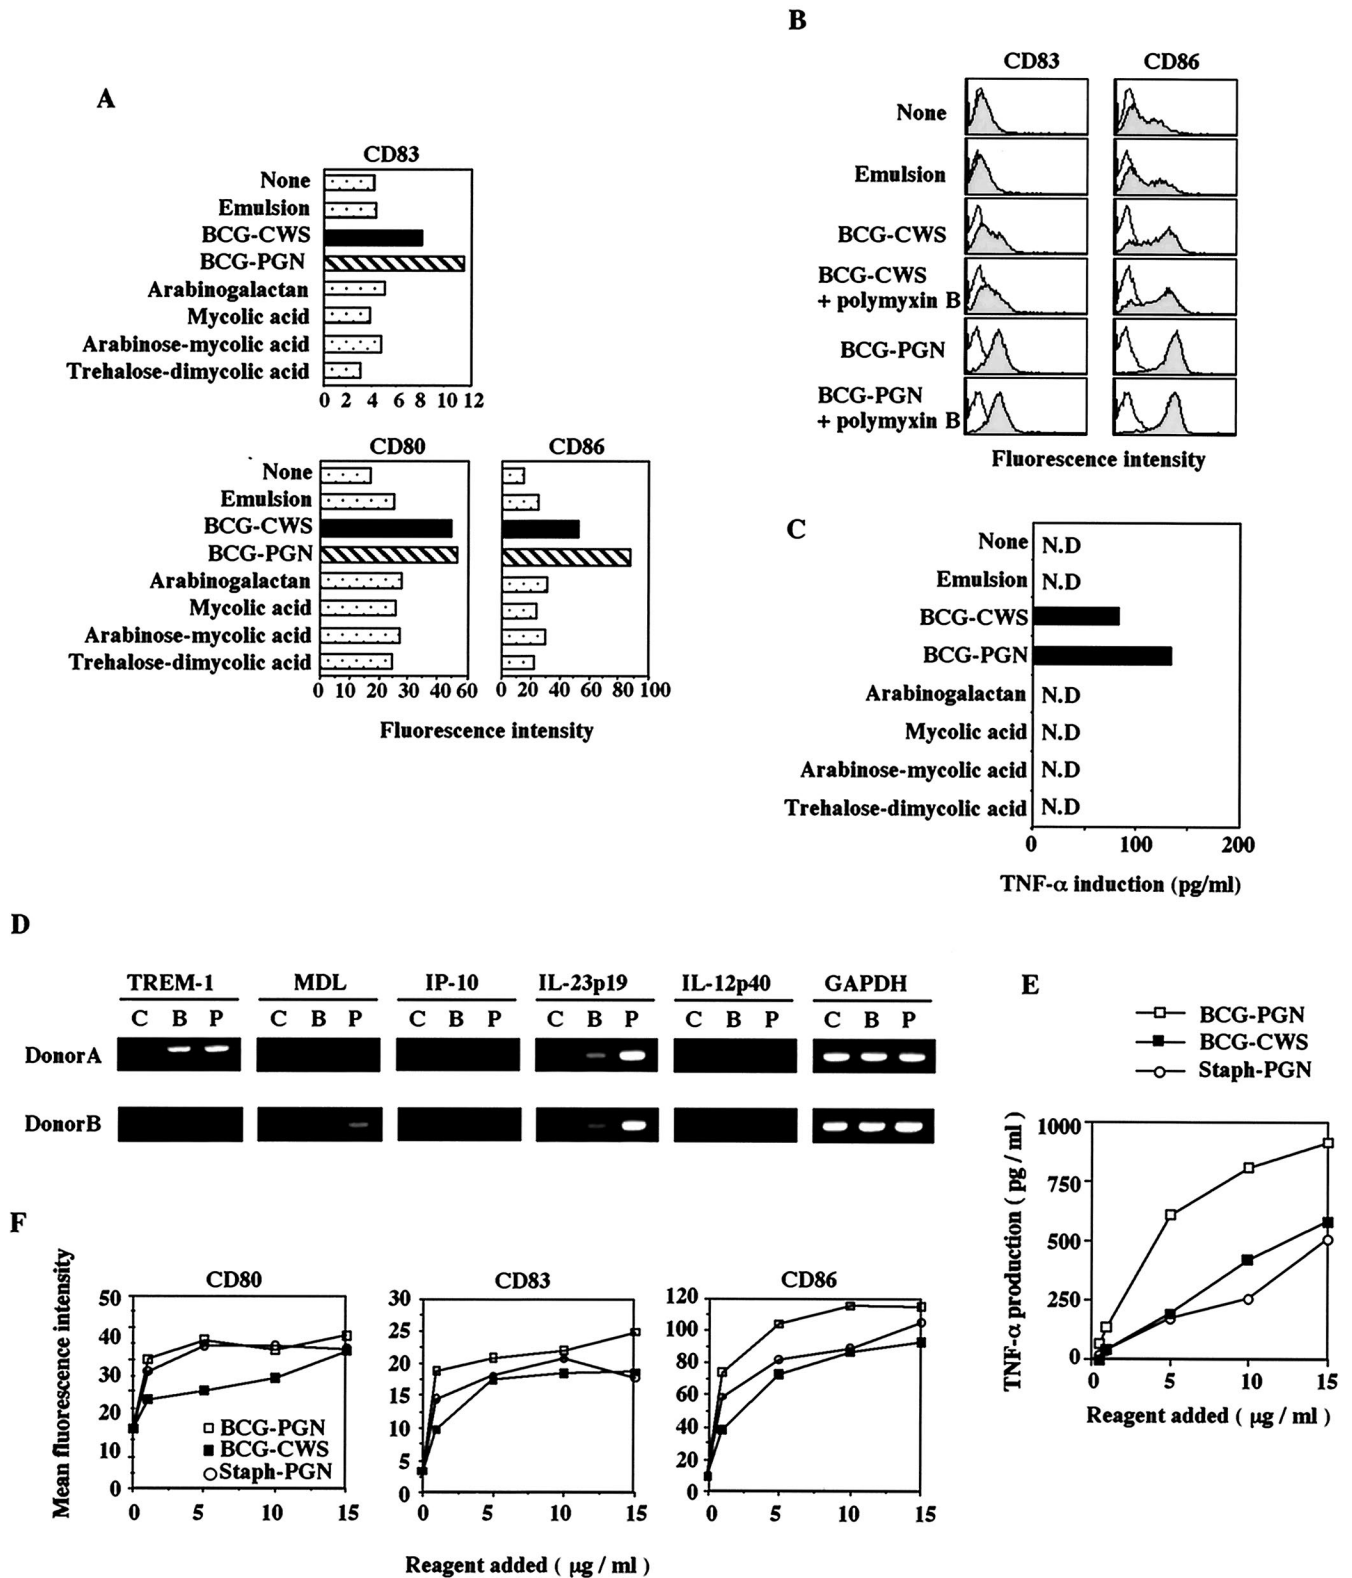 A
CD83
None
Emulsion
BCG-CWS
BCG-PGN
Arabinogalactan
Mycolic acid
Arabinose-mycolic acid
Trehalose-dimycolic acid
0 2 4 6 8 10 12
CD80 CD86
None
Emulsion
BCG-CWS
BCG-PGN
Arabinogalactan
Mycolic acid
Arabinose-mycolic acid
Trehalose-dimycolic acid
0 10 20 30 40 50 60 0 20 40 60 80 100
Fluorescence intensity
B
CD83 CD86
None
Emulsion
BCG-CWS
BCG-CWS
+ polymyxin B
BCG-PGN
BCG-PGN
+ polymyxin B
Fluorescence intensity
C
None N.D
Emulsion N.D
BCG-CWS
BCG-PGN
Arabinogalactan N.D
Mycolic acid N.D
Arabinose-mycolic acid N.D
Trehalose-dimycolic acid N.D
0 100 200
TNF-α induction (pg/ml)
D
TREM-1 MDL IP-10 IL-23p19 IL-12p40 GAPDH
C B P C B P C B P C B P C B P C B P
DonorA
DonorB
E
BCG-PGN
BCG-CWS
Staph-PGN
TNF-α production ( pg / ml )
1000
750
500
250
0
0 5 10 15
Reagent added ( μg / ml )
F
Mean fluorescence intensity
CD80
50
40
30
20
10
0
BCG-PGN
BCG-CWS
Staph-PGN
0 5 10 15
CD83
30
25
20
15
10
5
0
0 5 10 15
CD86
120
100
80
60
40
20
0
0 5 10 15
Reagent added ( μg / ml )